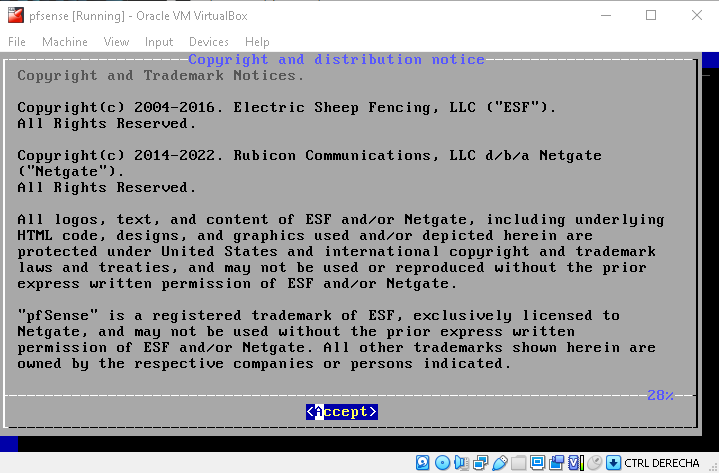 pfsense [Running] - Oracle VM VirtualBox
File Machine View Input Devices Help
Copyright and distribution notice
Copyright and Trademark Notices.
Copyright(c) 2004-2016. Electric Sheep Fencing, LLC ("ESF").
All Rights Reserved.
Copyright(c) 2014-2022. Rubicon Communications, LLC d/b/a Netgate
("Netgate").
All Rights Reserved.
All logos, text, and content of ESF and/or Netgate, including underlying
HTML code, designs, and graphics used and/or depicted herein are
protected under United States and international copyright and trademark
laws and treaties, and may not be used or reproduced without the prior
express written permission of ESF and/or Netgate.
"pfSense" is a registered trademark of ESF, exclusively licensed to
Netgate, and may not be used without the prior express written
permission of ESF and/or Netgate. All other trademarks shown herein are
owned by the respective companies or persons indicated.
28%
<Accept>
CTRL DERECHA